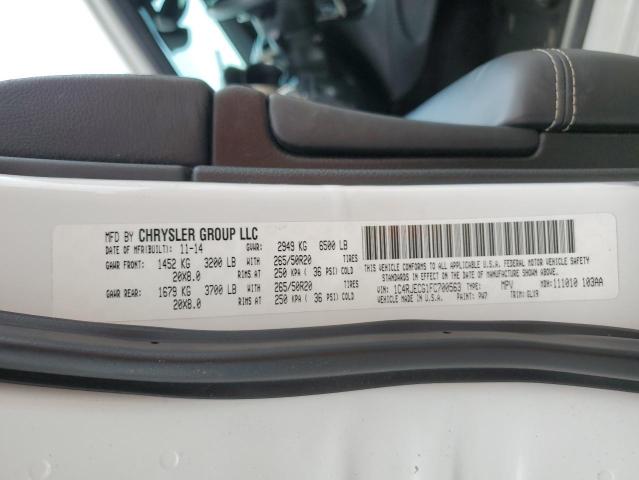 MFD BY CHRYSLER GROUP LLC
DATE OF MFR(BUILT): 11-14 GVWR: 2949 KG 6500 LB
GAWR FRONT: 1452 KG 3200 LB WITH 265/50R20 TIRES
20X8.0 RIMS AT 250 KPA ( 36 PSI) COLD
GAWR REAR: 1679 KG 3700 LB WITH 265/50R20 TIRES
20X8.0 RIMS AT 250 KPA ( 36 PSI) COLD
THIS VEHICLE CONFORMS TO ALL APPLICABLE U.S.A. FEDERAL MOTOR VEHICLE SAFETY
STANDARDS IN EFFECT ON THE DATE OF MANUFACTURE SHOWN ABOVE.
VIN: 1C4RJECG1FC700563 TYPE: MPV MDH: 111010 103AA
PAINT: PW7 TRIM: GLX9